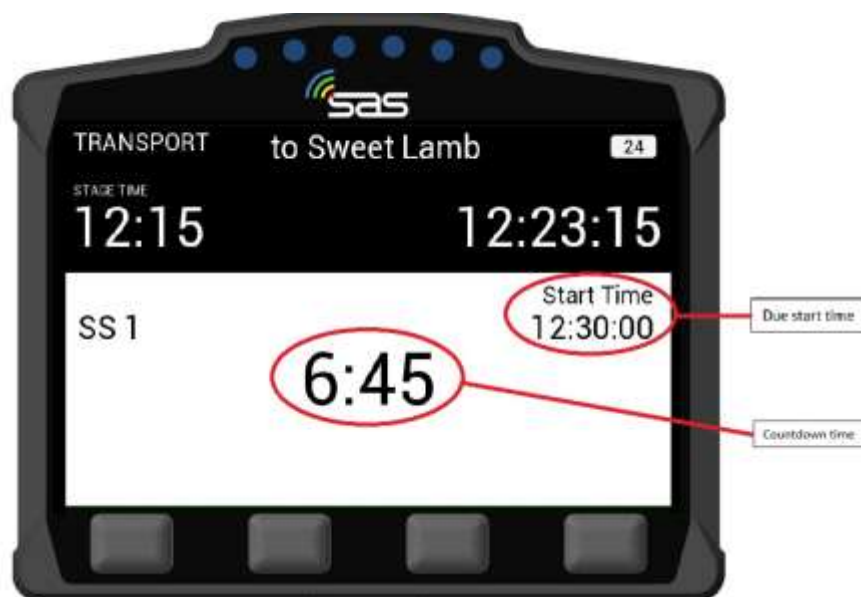 sas
TRANSPORT to Sweet Lamb 24
STAGE TIME
12:15 12:23:15
Start Time
SS 1 12:30:00
6:45
Due start time
Countdown time